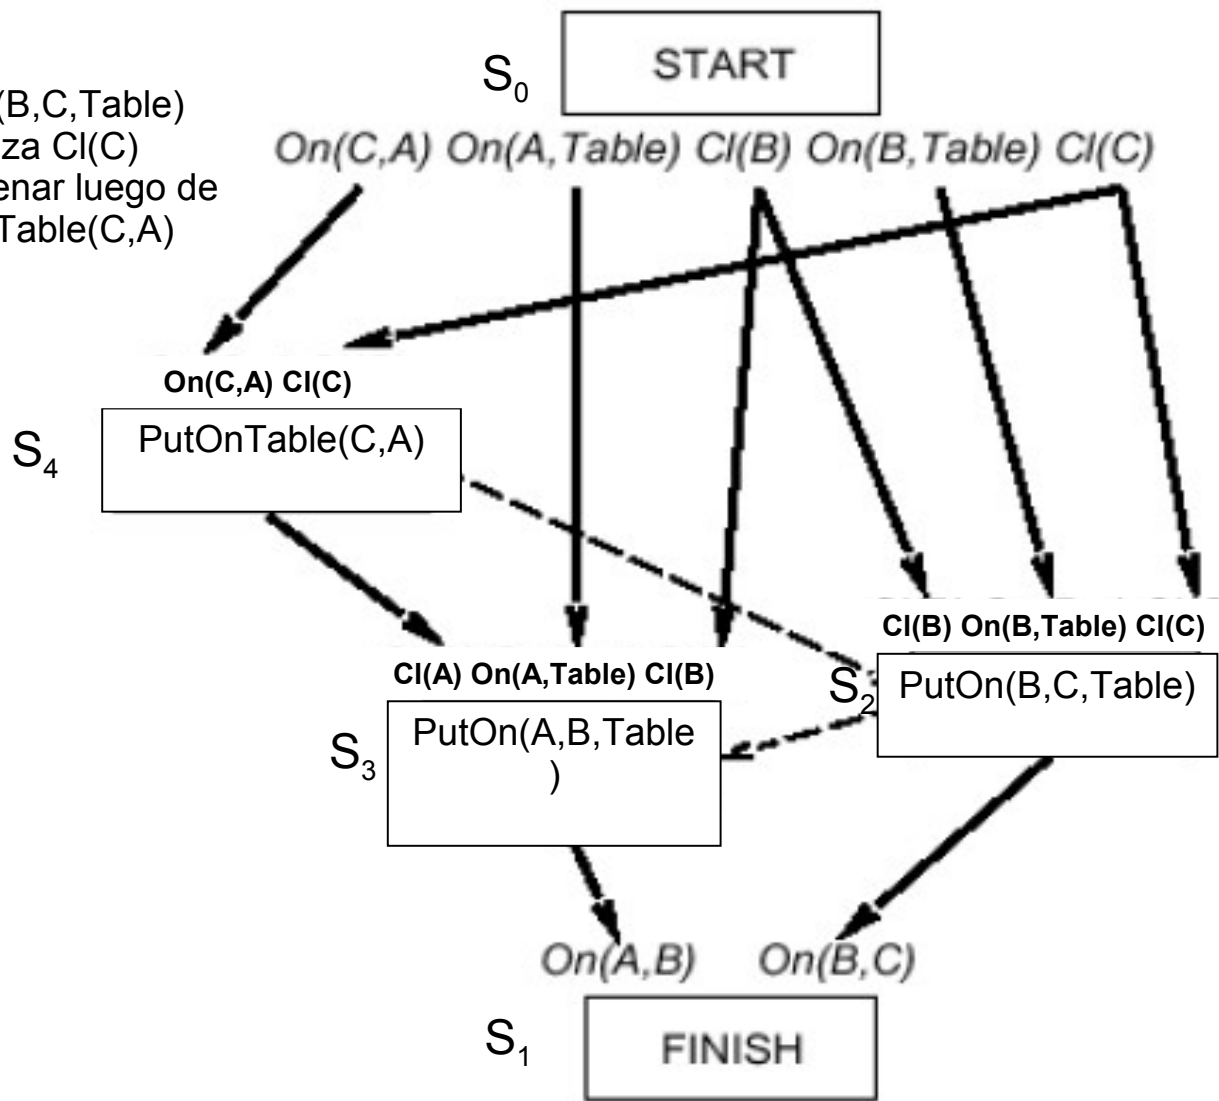 START
S0
(B,C,Table)
za Cl(C)
enar luego de
Table(C,A)
On(C,A) On(A,Table) Cl(B) On(B,Table) Cl(C)
On(C,A) Cl(C)
S4
PutOnTable(C,A)
Cl(B) On(B,Table) Cl(C)
S2
PutOn(B,C,Table)
Cl(A) On(A,Table) Cl(B)
S3
PutOn(A,B,Table
)
On(A,B) On(B,C)
S1
FINISH